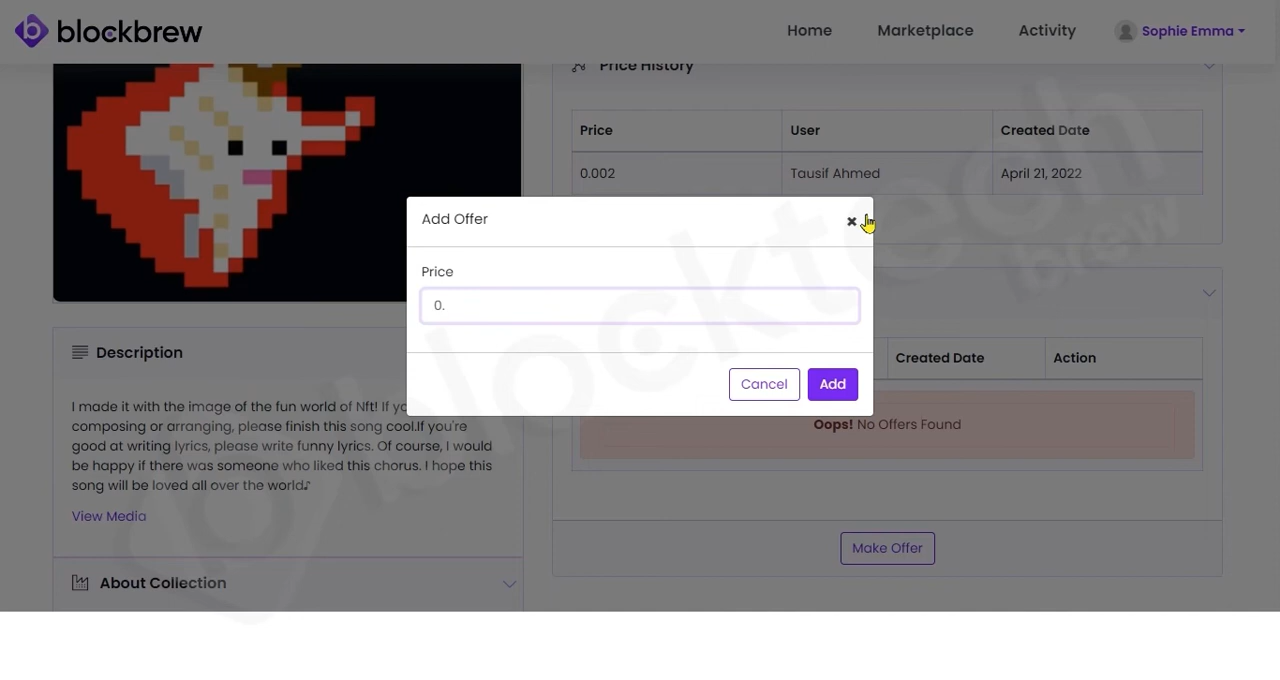 blockbrew
Home
Marketplace
Activity
Sophie Emma
Price History
Price
User
Created Date
0.002
Tausif Ahmed
April 21, 2022
Add Offer
Price
0.
Cancel
Add
Created Date
Action
Oops! No Offers Found
Make Offer
Description
I made it with the image of the fun world of Nft! If yo
composing or arranging, please finish this song cool.If you're
good at writing lyrics, please write funny lyrics. Of course, I would
be happy if there was someone who liked this chorus. I hope this
song will be loved all over the world♪
View Media
About Collection
blocktech
brew